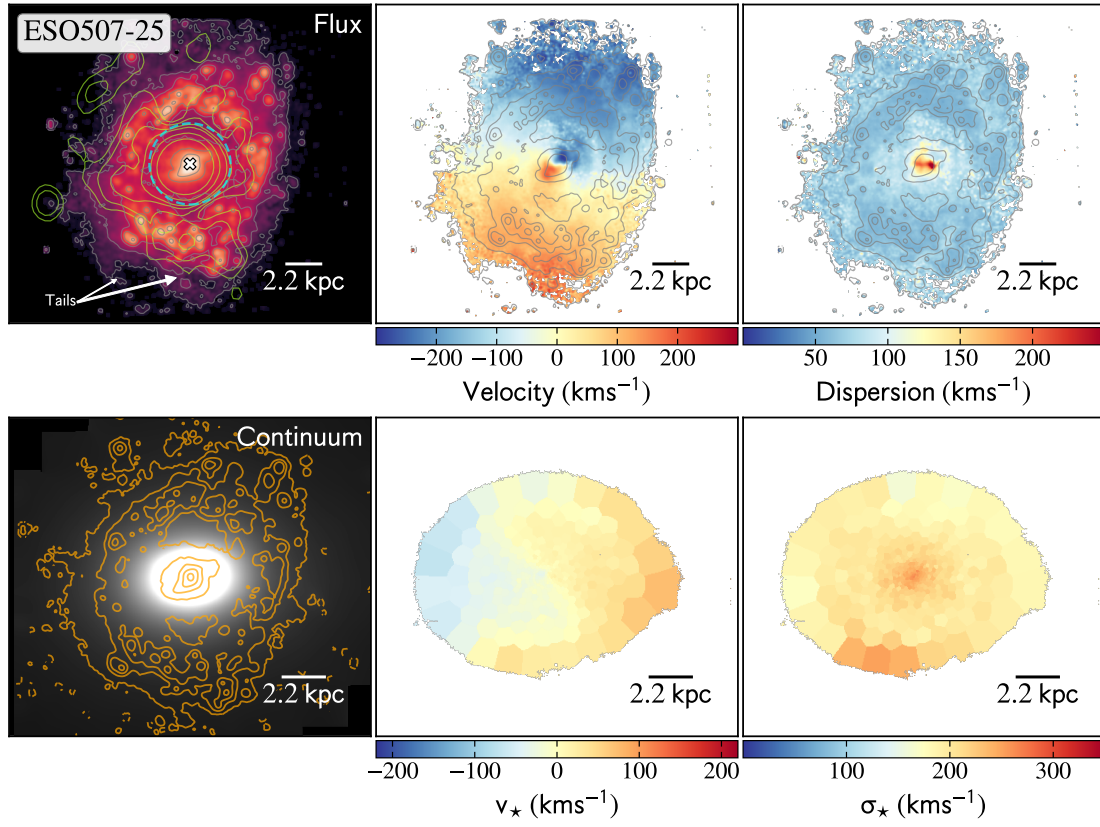 ESO507-25
Flux
Tails
2.2 kpc
2.2 kpc
2.2 kpc
−200 −100 0 100 200
50 100 150 200
Velocity (kms⁻¹)
Dispersion (kms⁻¹)
Continuum
2.2 kpc
2.2 kpc
2.2 kpc
−200 −100 0 100 200
100 200 300
v⋆ (kms⁻¹)
σ⋆ (kms⁻¹)